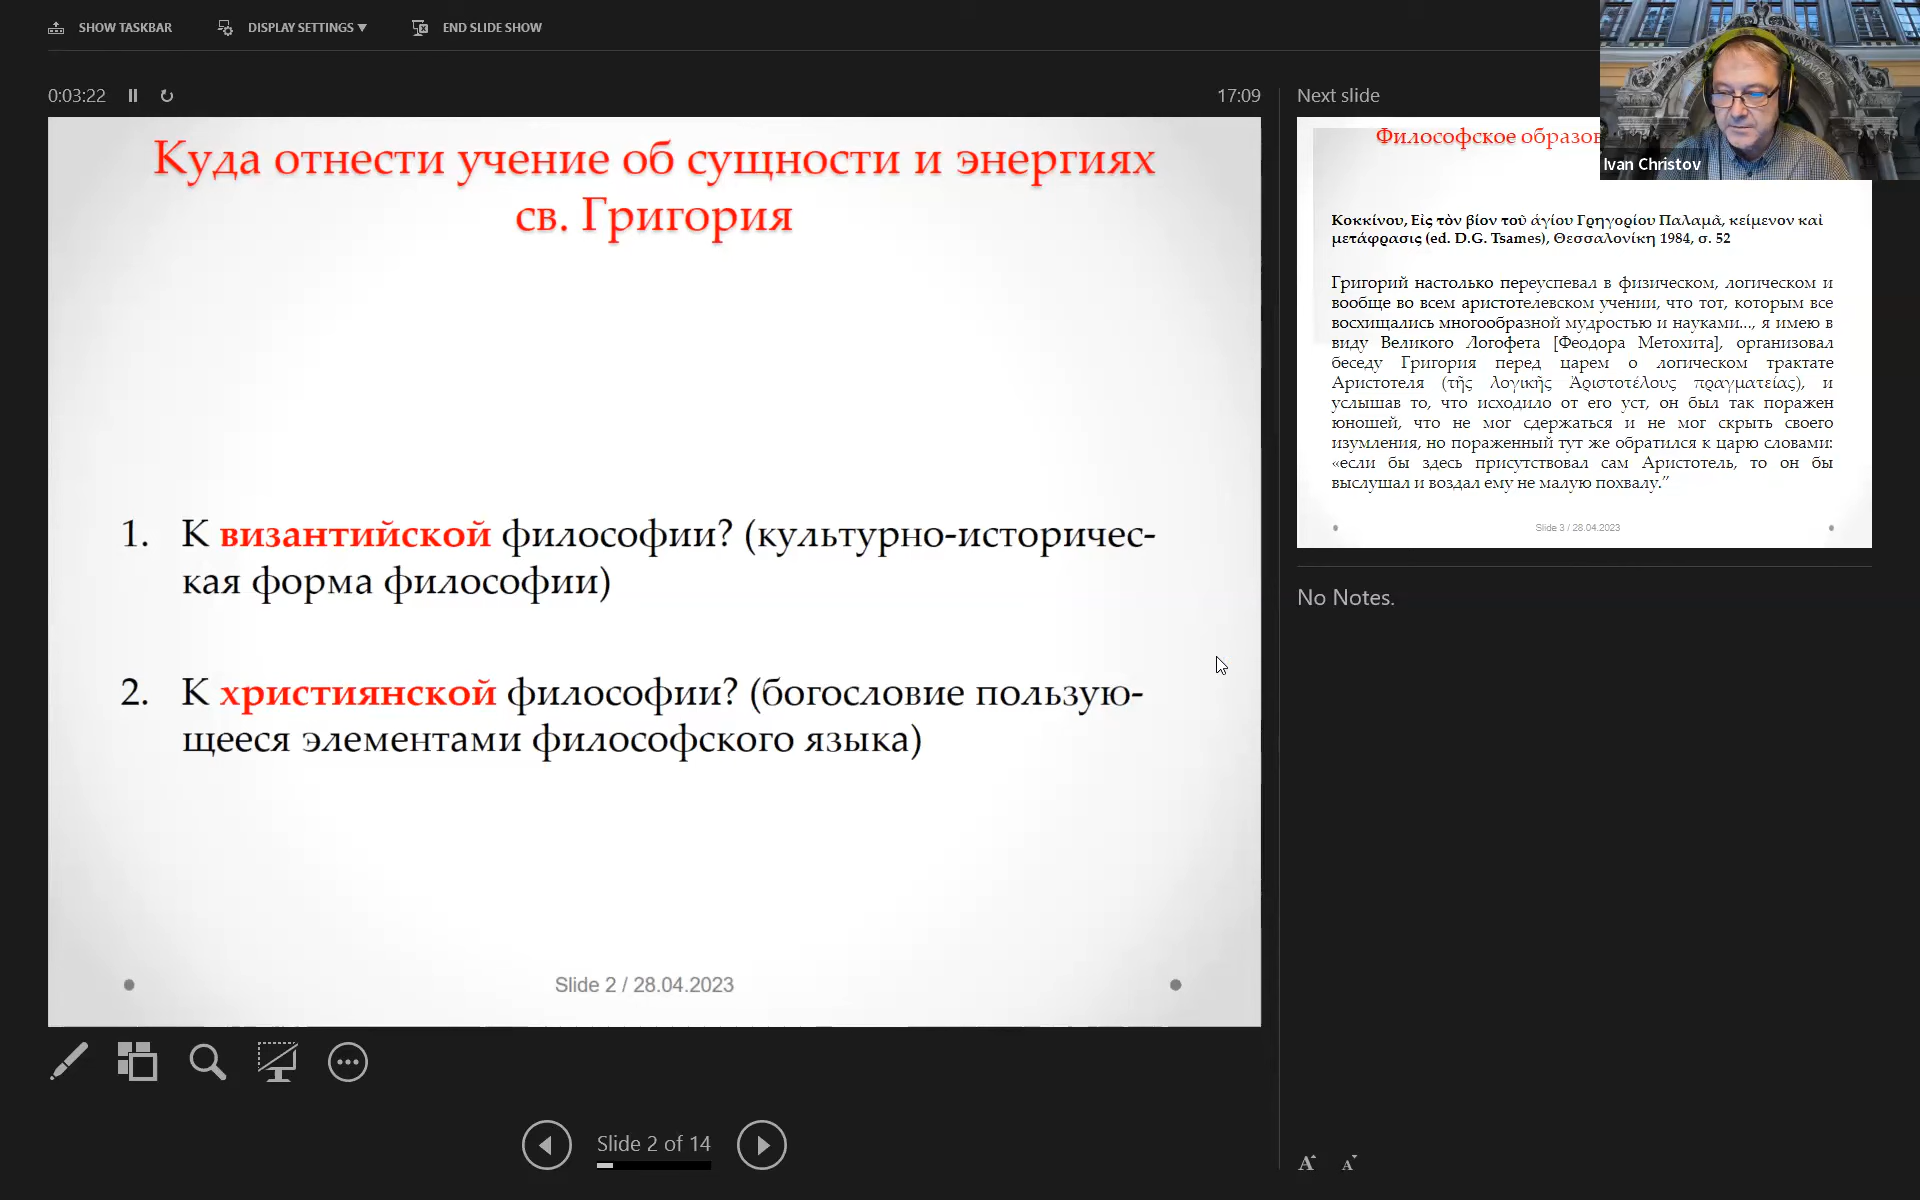 SHOW TASKBAR
DISPLAY SETTINGS
END SLIDE SHOW
0:03:22
17:09
Next slide
Куда отнести учение об сущности и энергиях
св. Григория
1. К византийской философии? (культурно-историчес-
кая форма философии)
2. К християнской философии? (богословие пользую-
щееся элементами философского языка)
Slide 2 / 28.04.2023
Философское образов
Ivan Christov
Κοκκίνου, Εἰς τὸν βίον τοῦ ἁγίου Γρηγορίου Παλαμᾶ, κείμενον καὶ
μετάφρασις (ed. D.G. Tsames), Θεσσαλονίκη 1984, σ. 52
Григорий настолько переуспевал в физическом, логическом и
вообще во всем аристотелевском учении, что тот, которым все
восхищались многообразной мудростью и науками..., я имею в
виду Великого Логофета [Феодора Метохита], организовал
беседу Григория перед царем о логическом трактате
Аристотеля (τῆς λογικῆς Ἀριστοτέλους πραγματείας), и
услышав то, что исходило от его уст, он был так поражен
юношей, что не мог сдержаться и не мог скрыть своего
изумления, но пораженный тут же обратился к царю словами:
«если бы здесь присутствовал сам Аристотель, то он бы
выслушал и воздал ему не малую похвалу.”
Slide 3 / 28.04.2023
No Notes.
Slide 2 of 14
A A